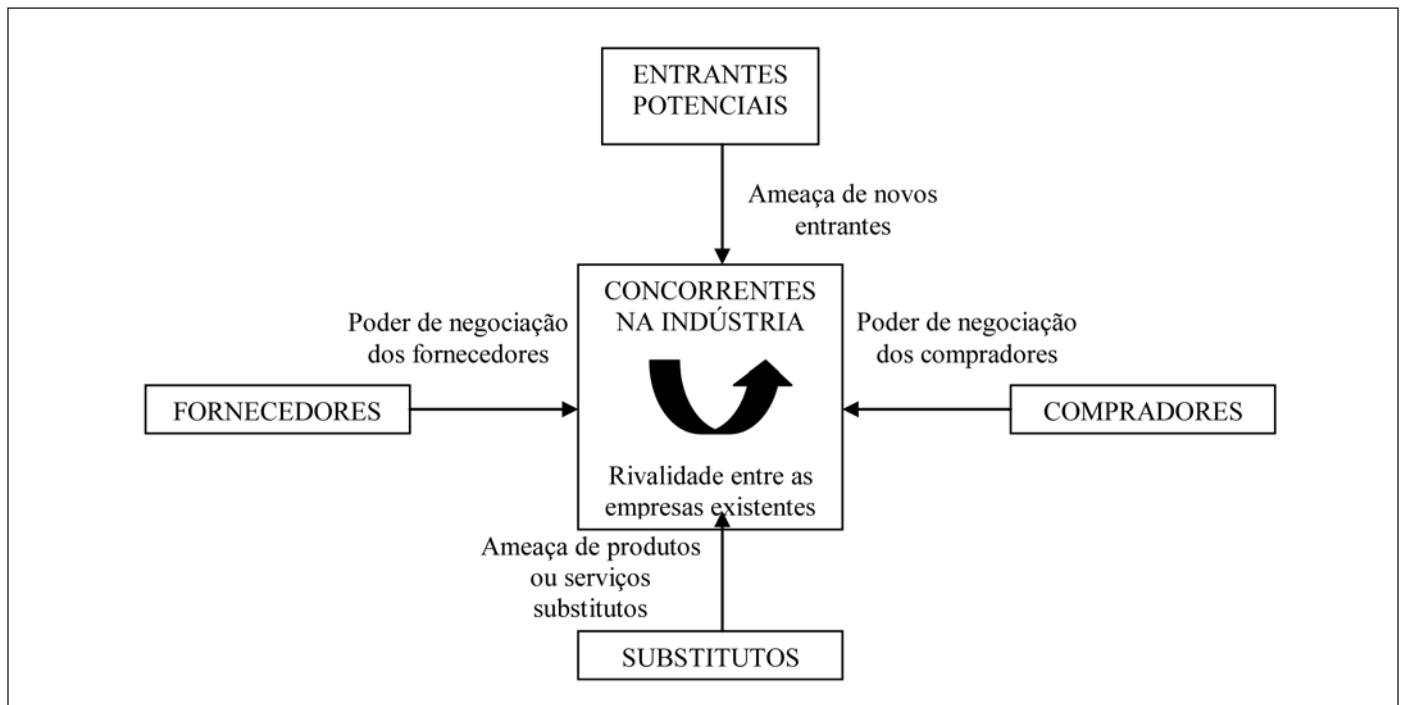 ENTRANTES
POTENCIAIS
Ameaça de novos
entrantes
CONCORRENTES
NA INDÚSTRIA
Poder de negociação
dos fornecedores
Poder de negociação
dos compradores
FORNECEDORES
COMPRADORES
Rivalidade entre as
empresas existentes
Ameaça de produtos
ou serviços
substitutos
SUBSTITUTOS